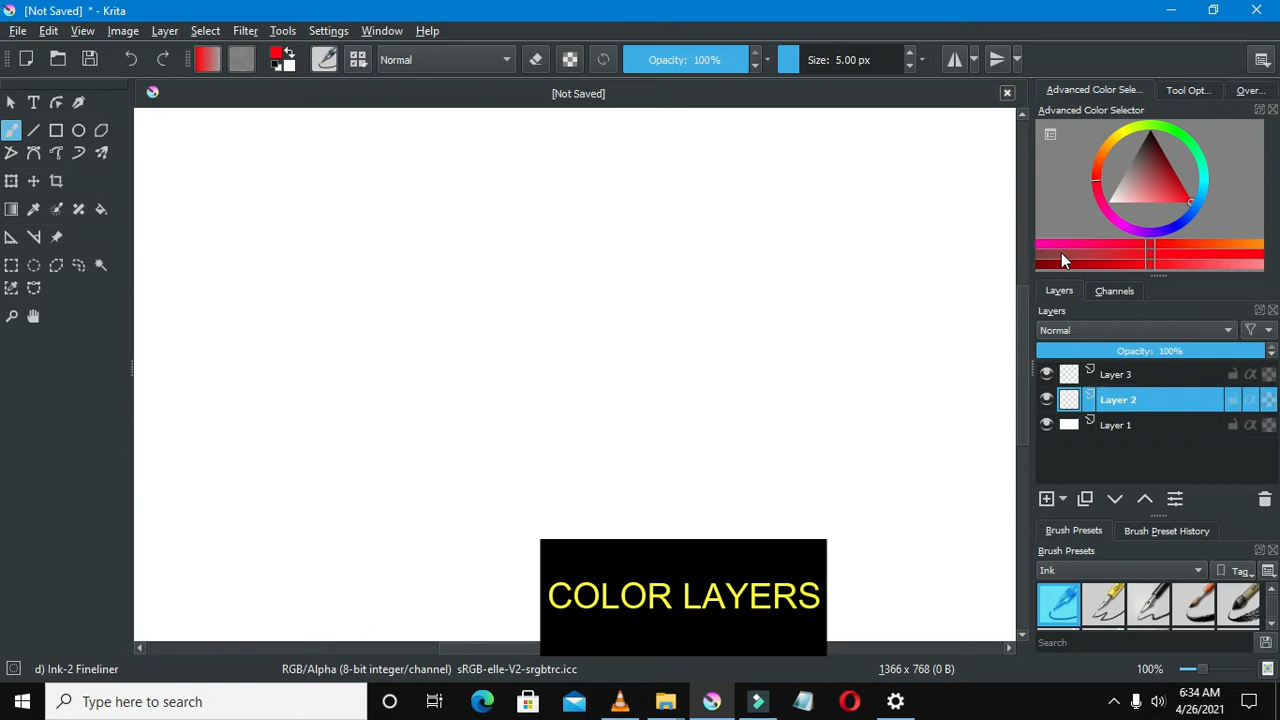 [Not Saved] * - Krita
File Edit View Image Layer Select Filter Tools Settings Window Help
Normal
Opacity: 100%
Size: 5.00 px
[Not Saved]
Advanced Color Sele...
Tool Opt...
Over...
Advanced Color Selector
Layers
Channels
Layers
Normal
Opacity: 100%
Layer 3
Layer 2
Layer 1
Brush Presets
Brush Preset History
Brush Presets
Ink
Tag
Search
COLOR LAYERS
d) Ink-2 Fineliner
RGB/Alpha (8-bit integer/channel) sRGB-elle-V2-srgbtrc.icc
1366 x 768 (0 B)
100%
Type here to search
6:34 AM
4/26/2021